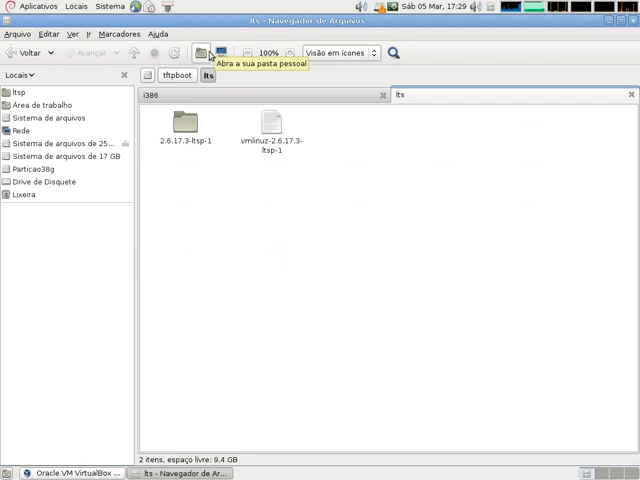 Aplicativos Locais Sistema Sáb 05 Mar, 17:29
lts - Navegador de Arquivos
Arquivo Editar Ver Ir Marcadores Ajuda
Voltar Avançar 100% Visão em ícones
Abra a sua pasta pessoal
Locais tftpboot lts
i386 lts
ltsp
Área de trabalho
Sistema de arquivos
Rede
Sistema de arquivos de 25...
Sistema de arquivos de 17 GB
Particao38g
Drive de Disquete
Lixeira
2.6.17.3-ltsp-1
vmlinuz-2.6.17.3-
ltsp-1
2 itens, espaço livre: 9,4 GB
Oracle VM VirtualBox ... lts - Navegador de Ar...